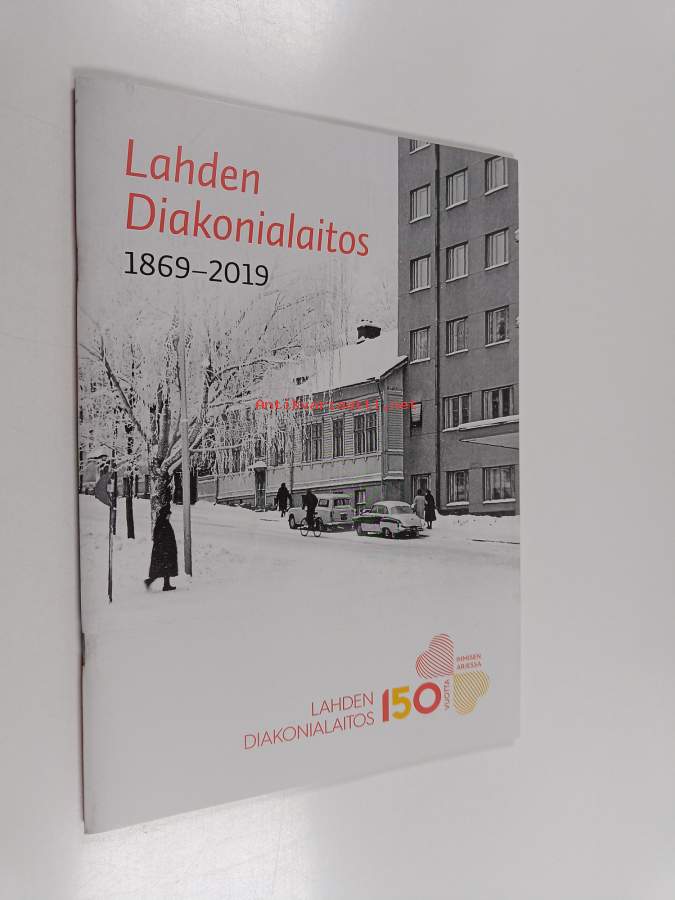 Lahden
Diakonialaitos
1869–2019
Antikvariaatti.net
IHMISEN
ARJESSA
LAHDEN
DIAKONIALAITOS
150
VUOTTA